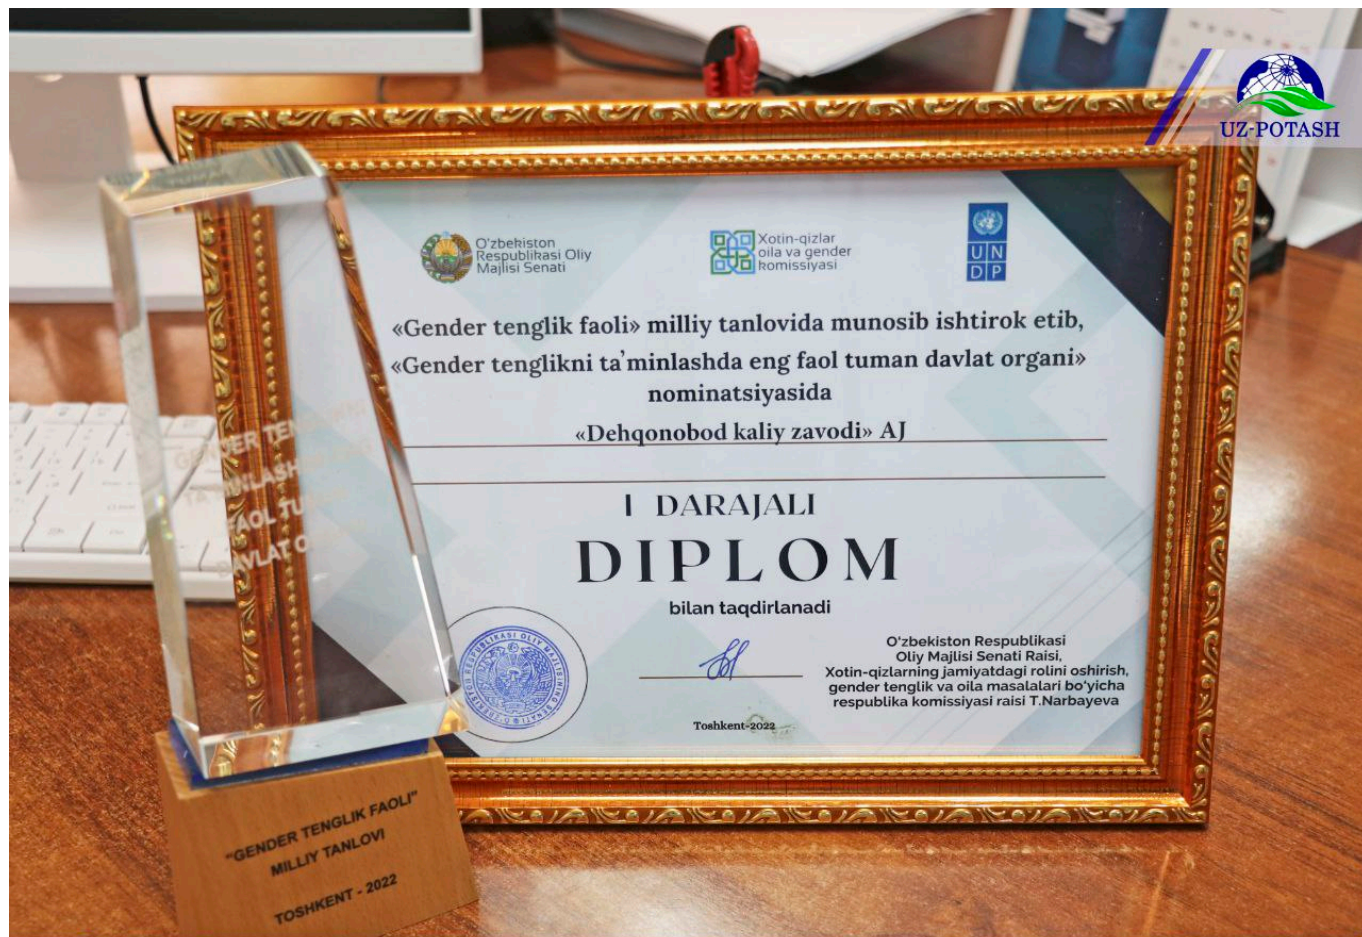 UZ-POTASH
O'zbekiston
Respublikasi Oliy
Majlisi Senati
Xotin-qizlar
oila va gender
komissiyasi
UN
DP
«Gender tenglik faoli» milliy tanlovida munosib ishtirok etib,
«Gender tenglikni ta’minlashda eng faol tuman davlat organi»
nominatsiyasida
«Dehqonobod kaliy zavodi» AJ
I DARAJALI
DIPLOM
bilan taqdirlanadi
O'zbekiston Respublikasi
Oliy Majlisi Senati Raisi,
Xotin-qizlarning jamiyatdagi rolini oshirish,
gender tenglik va oila masalalari bo'yicha
respublika komissiyasi raisi T.Narbayeva
Toshkent-2022
"GENDER TENGLIK FAOLI"
MILLIY TANLOVI
TOSHKENT - 2022